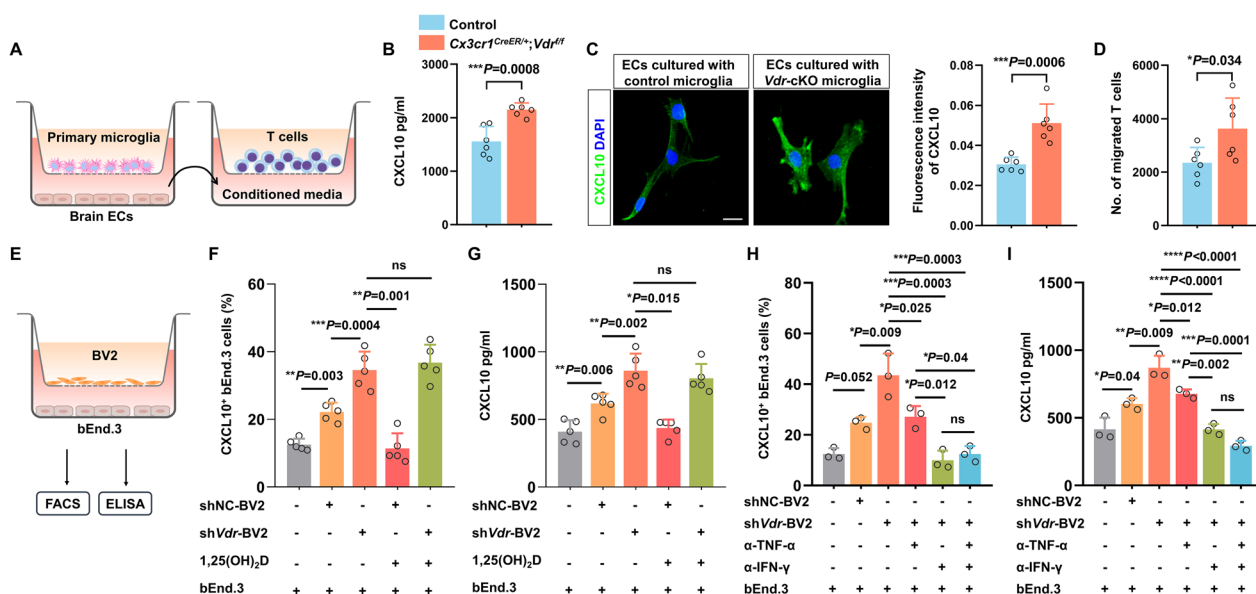 Control
Cx3cr1^CreER/+;Vdr^f/f
A
Primary microglia
T cells
Conditioned media
Brain ECs
B
***P=0.0008
CXCL10 pg/ml
3000
2000
1000
0
C
ECs cultured with
control microglia
ECs cultured with
Vdr-cKO microglia
CXCL10 DAPI
***P=0.0006
Fluorescence intensity
of CXCL10
0.08
0.06
0.04
0.02
0.00
D
*P=0.034
No. of migrated T cells
6000
4000
2000
0
E
BV2
bEnd.3
FACS
ELISA
F
ns
**P=0.001
***P=0.0004
**P=0.003
CXCL10⁺ bEnd.3 cells (%)
60
40
20
0
shNC-BV2 - + - + -
shVdr-BV2 - - + - +
1,25(OH)₂D - - - + +
bEnd.3 + + + + +
G
ns
*P=0.015
**P=0.002
**P=0.006
CXCL10 pg/ml
1500
1000
500
0
shNC-BV2 - + - + -
shVdr-BV2 - - + - +
1,25(OH)₂D - - - + +
bEnd.3 + + + + +
H
***P=0.0003
***P=0.0003
*P=0.025
*P=0.009
P=0.052
*P=0.04
*P=0.012
ns
CXCL10⁺ bEnd.3 cells (%)
80
60
40
20
0
shNC-BV2 - + - - - -
shVdr-BV2 - - + + + +
α-TNF-α - - - + - +
α-IFN-γ - - - - + +
bEnd.3 + + + + + +
I
****P<0.0001
****P<0.0001
*P=0.012
**P=0.009
*P=0.04
***P=0.0001
**P=0.002
ns
CXCL10 pg/ml
1500
1000
500
0
shNC-BV2 - + - - - -
shVdr-BV2 - - + + + +
α-TNF-α - - - + - +
α-IFN-γ - - - - + +
bEnd.3 + + + + + +